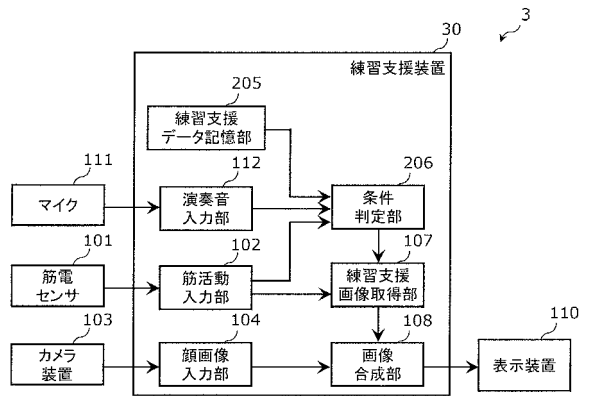 3
30
練習支援装置
205
練習支援
データ記憶部
111
112
206
マイク
演奏音
入力部
条件
判定部
101
102
107
筋電
センサ
筋活動
入力部
練習支援
画像取得部
103
104
108
110
カメラ
装置
顔画像
入力部
画像
合成部
表示装置